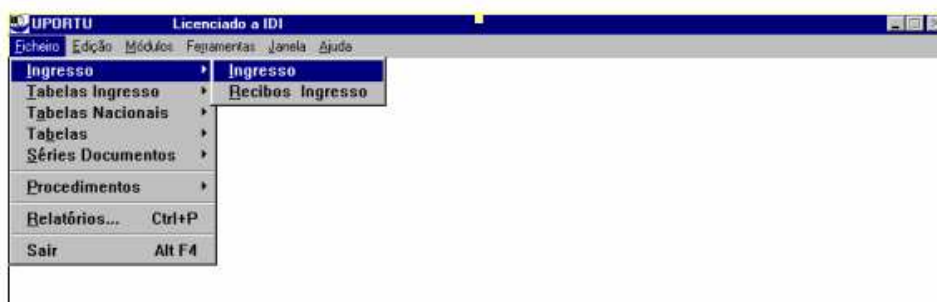 UPORTU Licenciado a IDI
Ficheiro Edição Módulos Ferramentas Janela Ajuda
Ingresso
Tabelas Ingresso
Tabelas Nacionais
Tabelas
Séries Documentos
Procedimentos
Relatórios... Ctrl+P
Sair Alt F4
Ingresso
Recibos Ingresso